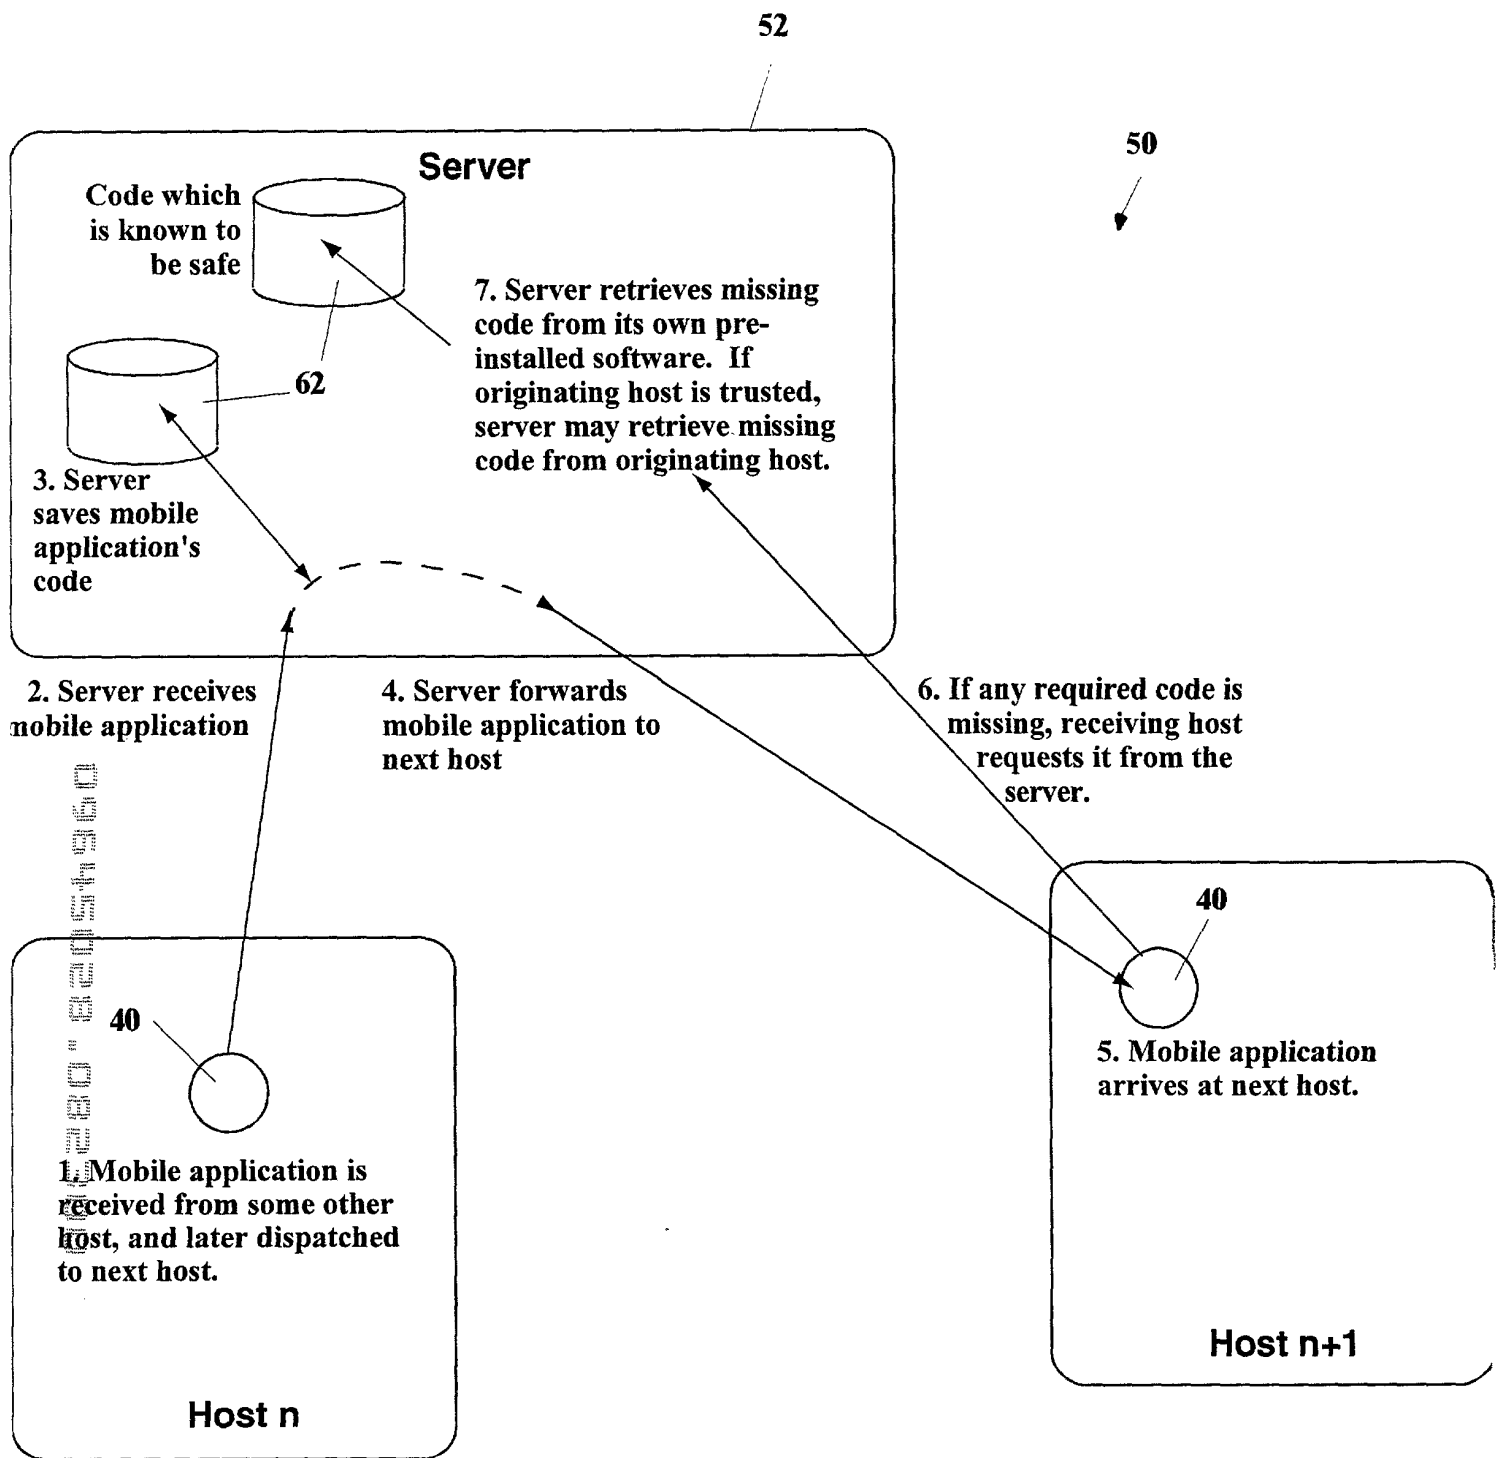 52
50
Server
Code which
is known to
be safe
7. Server retrieves missing
code from its own pre-
installed software. If
originating host is trusted,
server may retrieve missing
code from originating host.
62
3. Server
saves mobile
application's
code
2. Server receives
mobile application
4. Server forwards
mobile application to
next host
6. If any required code is
missing, receiving host
requests it from the
server.
40
5. Mobile application
arrives at next host.
Host n+1
40
1. Mobile application is
received from some other
host, and later dispatched
to next host.
Host n